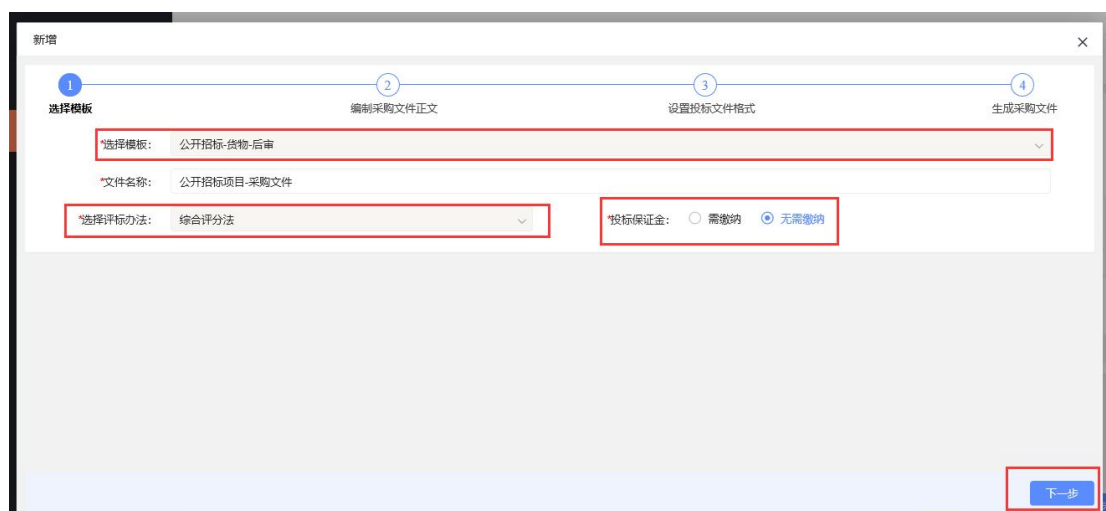 新增
1 2 3 4
选择模板 编制采购文件正文 设置投标文件格式 生成采购文件
*选择模板： 公开招标-货物-后审
*文件名称： 公开招标项目-采购文件
*选择评标办法： 综合评分法 *投标保证金： 需缴纳 无需缴纳
下一步